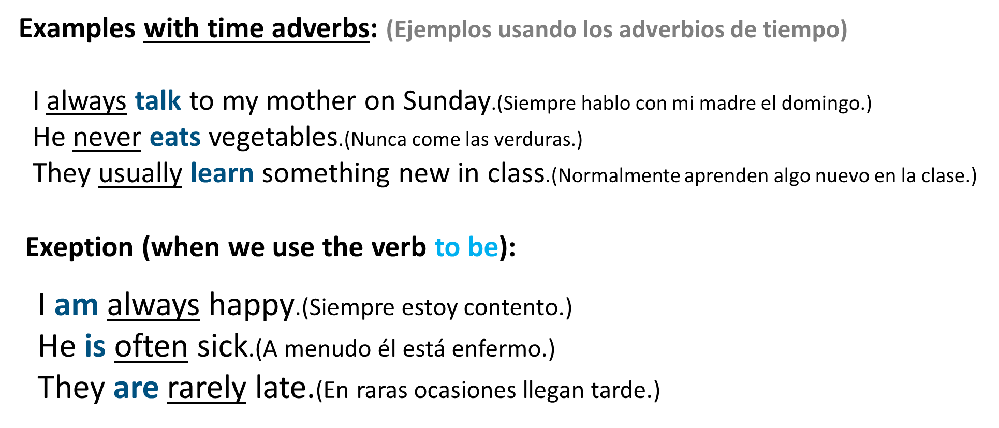 Examples with time adverbs: (Ejemplos usando los adverbios de tiempo)
I always talk to my mother on Sunday.(Siempre hablo con mi madre el domingo.)
He never eats vegetables.(Nunca come las verduras.)
They usually learn something new in class.(Normalmente aprenden algo nuevo en la clase.)
Exeption (when we use the verb to be):
I am always happy.(Siempre estoy contento.)
He is often sick.(A menudo él está enfermo.)
They are rarely late.(En raras ocasiones llegan tarde.)